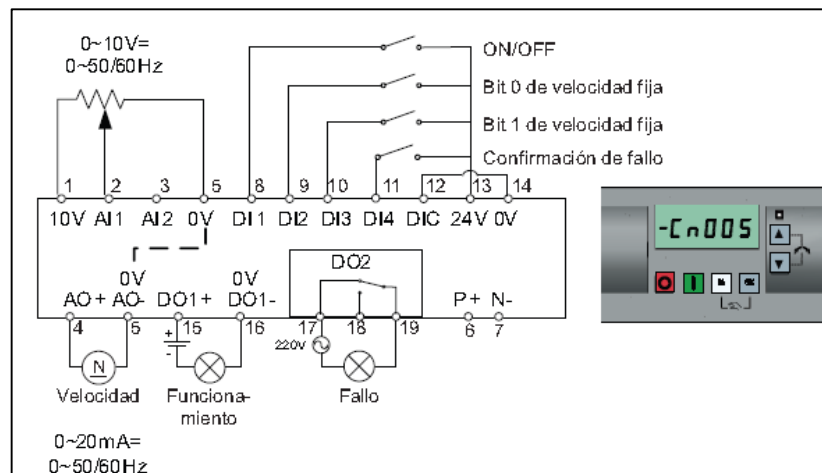 0~10V=
0~50/60Hz
ON/OFF
Bit 0 de velocidad fija
Bit 1 de velocidad fija
Confirmación de fallo
1 2 3 5 8 9 10 11 12 13 14
10V AI1 AI2 0V DI1 DI2 DI3 DI4 DIC 24V 0V
-Cn005
0V 0V DO2
AO+ AO- DO1+ DO1- P+ N-
4 5 15 16 17 18 19 6 7
+
-
220V
N
Velocidad Funciona-
miento Fallo
0~20mA=
0~50/60Hz